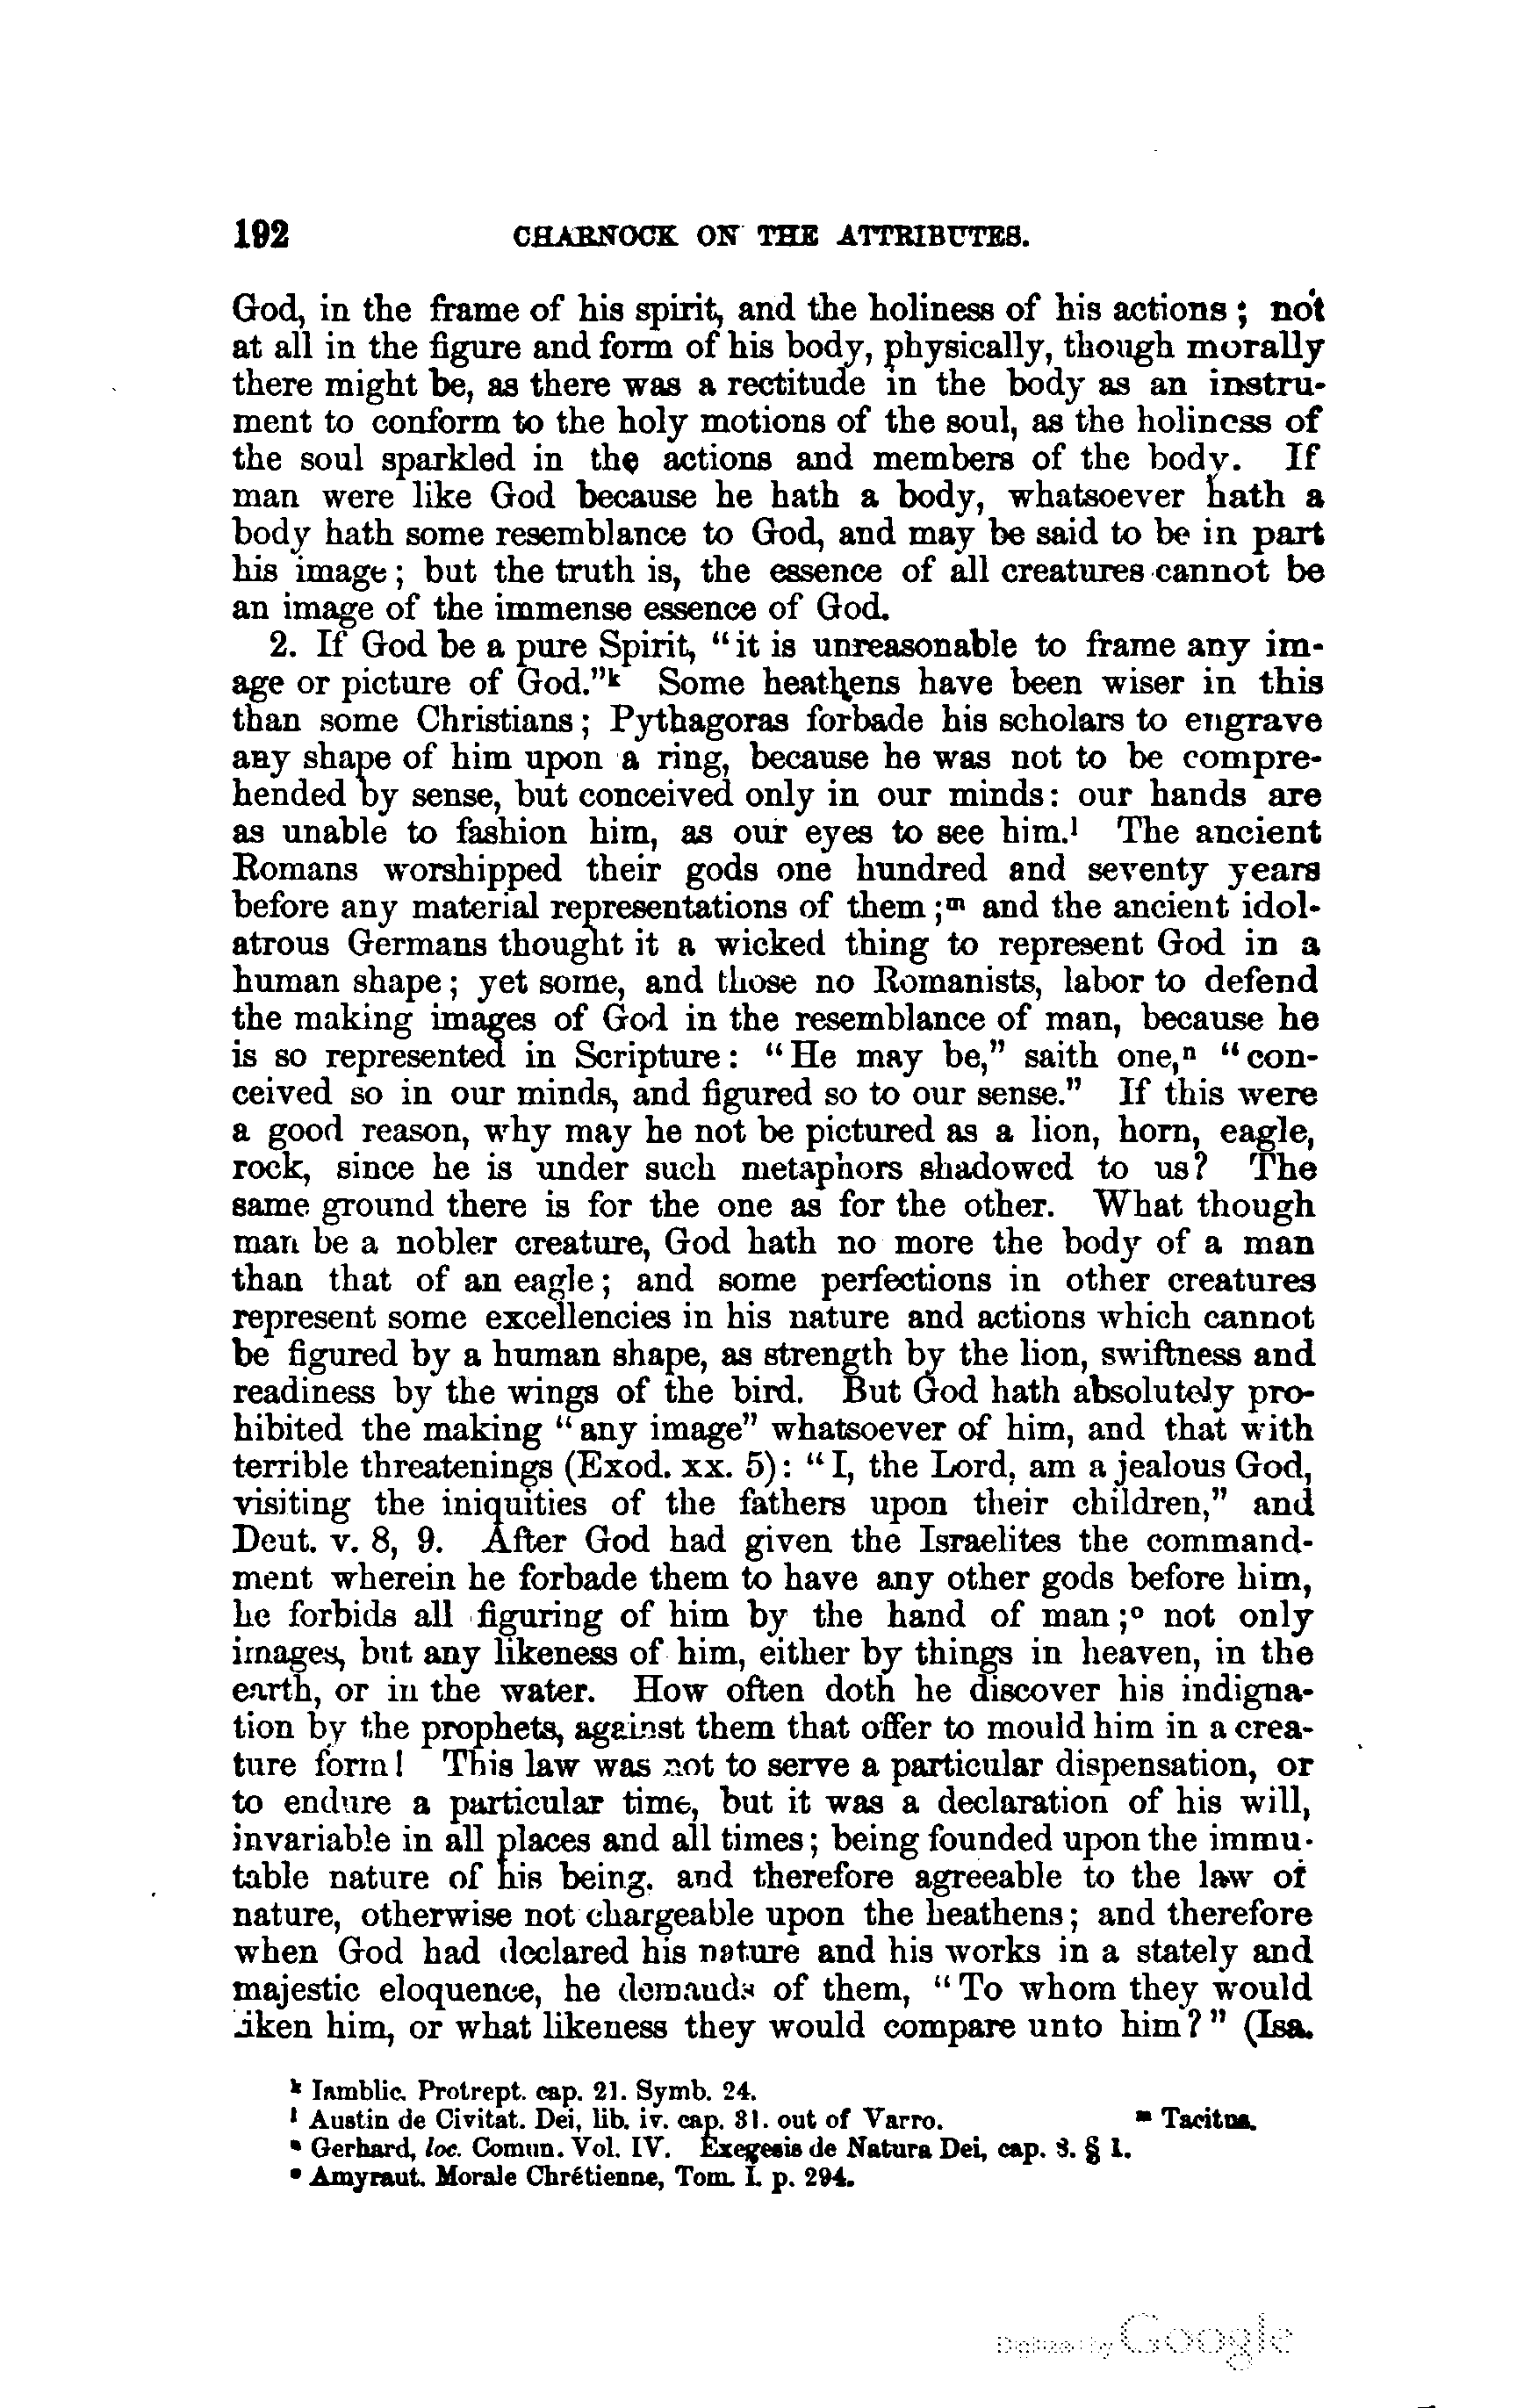 192 CHARNOCK ON THE ATTRIBUTES.
God, in the frame of his spirit, and the holiness of his actions ; not
at all in the figure and form of his body, physically, though morally
there might be, as there was a rectitude in the body as an instru-
ment to conform to the holy motions of the soul, as the holiness of
the soul sparkled in the actions and members of the body. If
man were like God because he hath a body, whatsoever hath a
body hath some resemblance to God, and may be said to be in part
his image ; but the truth is, the essence of all creatures cannot be
an image of the immense essence of God.
2. If God be a pure Spirit, “it is unreasonable to frame any im-
age or picture of God.”ᵏ Some heathens have been wiser in this
than some Christians ; Pythagoras forbade his scholars to engrave
any shape of him upon a ring, because he was not to be compre-
hended by sense, but conceived only in our minds: our hands are
as unable to fashion him, as our eyes to see him.ˡ The ancient
Romans worshipped their gods one hundred and seventy years
before any material representations of them ;ᵐ and the ancient idol-
atrous Germans thought it a wicked thing to represent God in a
human shape ; yet some, and those no Romanists, labor to defend
the making images of God in the resemblance of man, because he
is so represented in Scripture: “He may be,” saith one,ⁿ “con-
ceived so in our minds, and figured so to our sense.” If this were
a good reason, why may he not be pictured as a lion, horn, eagle,
rock, since he is under such metaphors shadowed to us? The
same ground there is for the one as for the other. What though
man be a nobler creature, God hath no more the body of a man
than that of an eagle ; and some perfections in other creatures
represent some excellencies in his nature and actions which cannot
be figured by a human shape, as strength by the lion, swiftness and
readiness by the wings of the bird. But God hath absolutely pro-
hibited the making “any image” whatsoever of him, and that with
terrible threatenings (Exod. xx. 5): “I, the Lord, am a jealous God,
visiting the iniquities of the fathers upon their children,” and
Deut. v. 8, 9. After God had given the Israelites the command-
ment wherein he forbade them to have any other gods before him,
he forbids all figuring of him by the hand of man ;ᵒ not only
images, but any likeness of him, either by things in heaven, in the
earth, or in the water. How often doth he discover his indigna-
tion by the prophets, against them that offer to mould him in a crea-
ture form! This law was not to serve a particular dispensation, or
to endure a particular time, but it was a declaration of his will,
invariable in all places and all times ; being founded upon the immu-
table nature of his being, and therefore agreeable to the law of
nature, otherwise not chargeable upon the heathens ; and therefore
when God had declared his nature and his works in a stately and
majestic eloquence, he demands of them, “To whom they would
liken him, or what likeness they would compare unto him?” (Isa.
ᵏ Iamblic. Protrept. cap. 21. Symb. 24.
ˡ Austin de Civitat. Dei, lib. iv. cap. 31. out of Varro. ᵐ Tacitus.
ⁿ Gerhard, loc. Comun. Vol. IV. Exegesis de Natura Dei, cap. 3. § 1.
ᵒ Amyraut. Morale Chrétienne, Tom. I. p. 294.
Digitized by Google